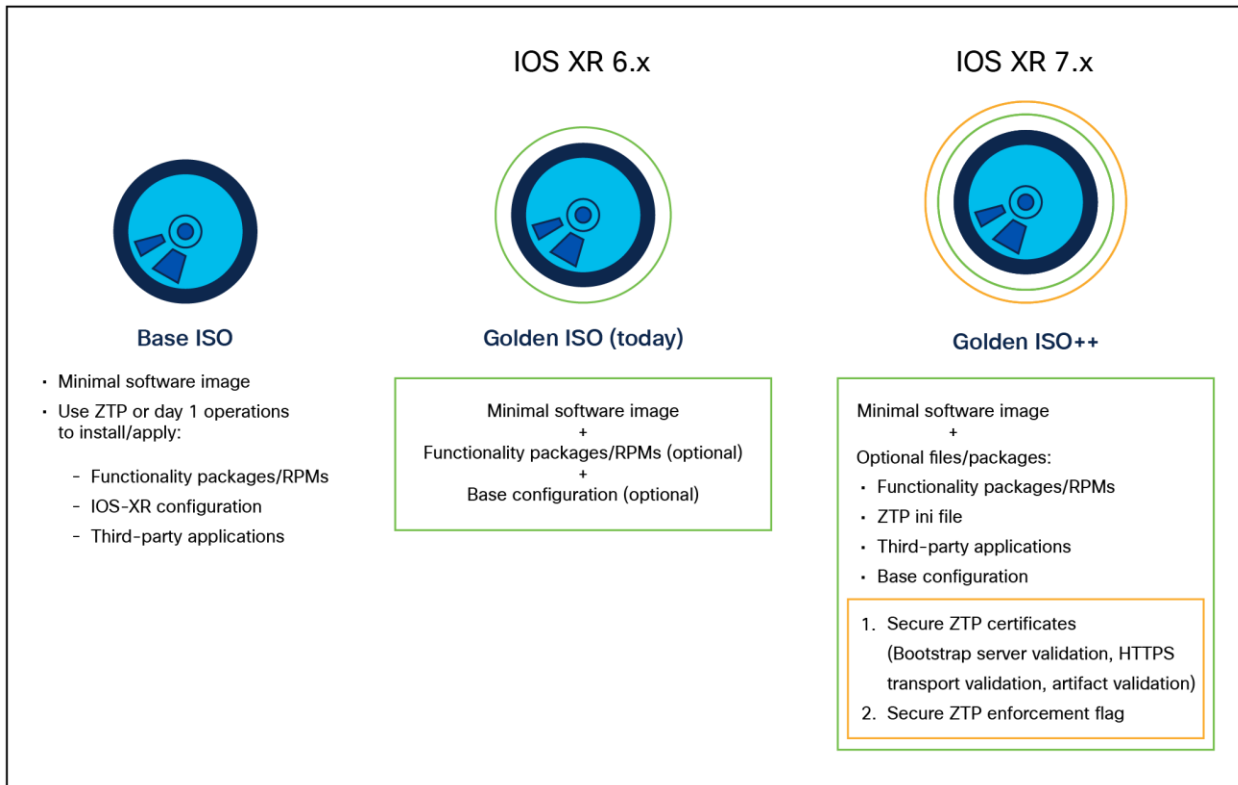 IOS XR 6.x
IOS XR 7.x
Base ISO
• Minimal software image
• Use ZTP or day 1 operations
to install/apply:
– Functionality packages/RPMs
– IOS-XR configuration
– Third-party applications
Golden ISO (today)
Minimal software image
+
Functionality packages/RPMs (optional)
+
Base configuration (optional)
Golden ISO++
Minimal software image
+
Optional files/packages:
• Functionality packages/RPMs
• ZTP ini file
• Third-party applications
• Base configuration
1. Secure ZTP certificates
(Bootstrap server validation, HTTPS
transport validation, artifact validation)
2. Secure ZTP enforcement flag